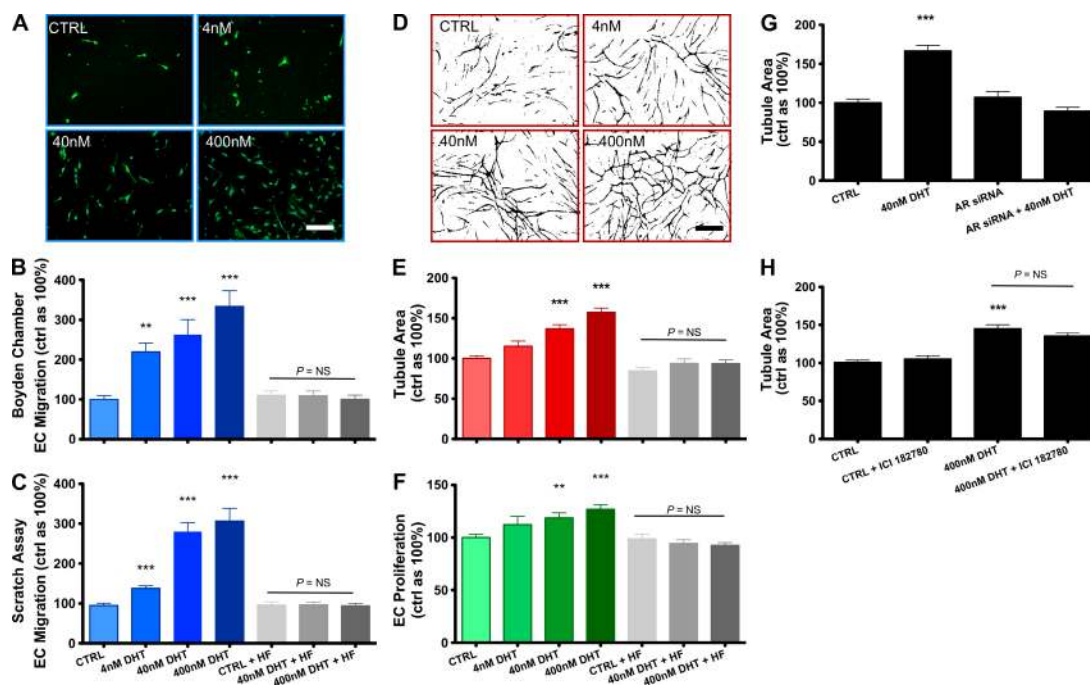 A
CTRL
4nM
40nM
400nM
B
Boyden Chamber
EC Migration (ctrl as 100%)
400
300
200
100
0
**
***
***
P = NS
C
Scratch Assay
EC Migration (ctrl as 100%)
400
300
200
100
0
***
***
***
P = NS
CTRL
4nM DHT
40nM DHT
400nM DHT
CTRL + HF
40nM DHT + HF
400nM DHT + HF
D
CTRL
4nM
40nM
400nM
E
Tubule Area
(ctrl as 100%)
200
150
100
50
0
***
***
P = NS
F
EC Proliferation
(ctrl as 100%)
150
100
50
0
**
***
P = NS
CTRL
4nM DHT
40nM DHT
400nM DHT
CTRL + HF
40nM DHT + HF
400nM DHT + HF
G
Tubule Area
(ctrl as 100%)
200
150
100
50
0
***
CTRL
40nM DHT
AR siRNA
AR siRNA + 40nM DHT
H
Tubule Area
(ctrl as 100%)
200
150
100
50
0
P = NS
***
CTRL
CTRL + ICI 182780
400nM DHT
400nM DHT + ICI 182780